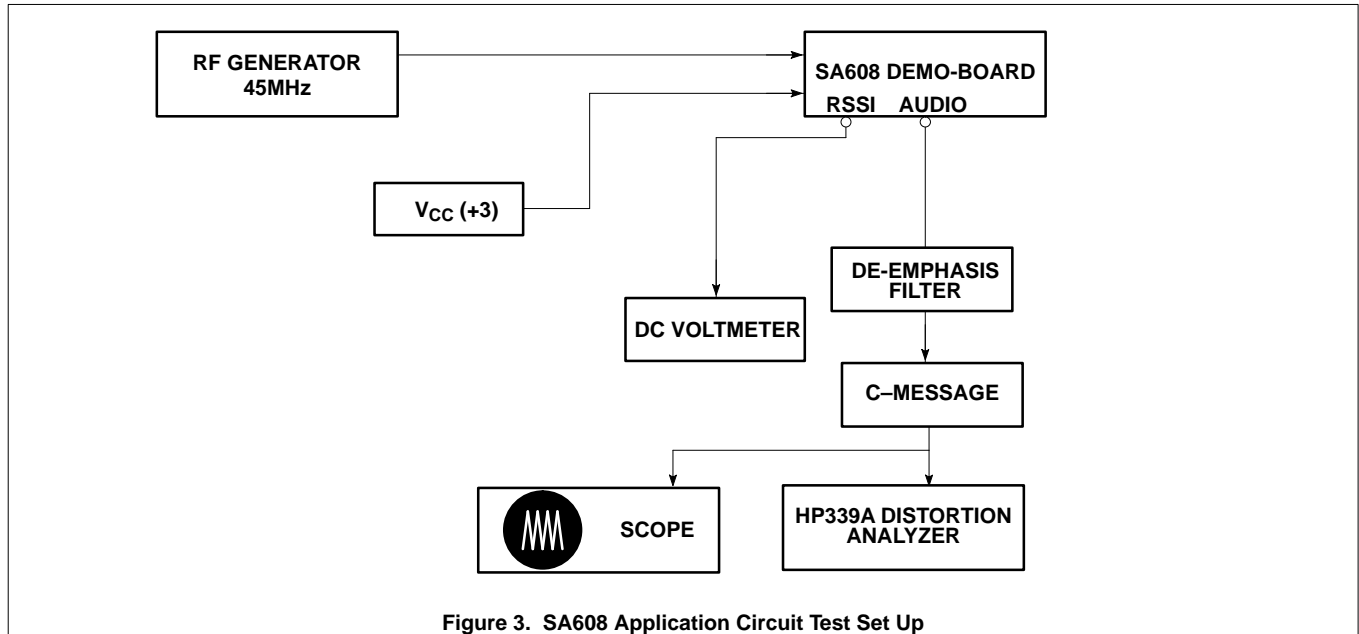 RF GENERATOR
45MHz
SA608 DEMO-BOARD
RSSI AUDIO
VCC (+3)
DE-EMPHASIS
FILTER
DC VOLTMETER
C–MESSAGE
SCOPE
HP339A DISTORTION
ANALYZER
Figure 3. SA608 Application Circuit Test Set Up